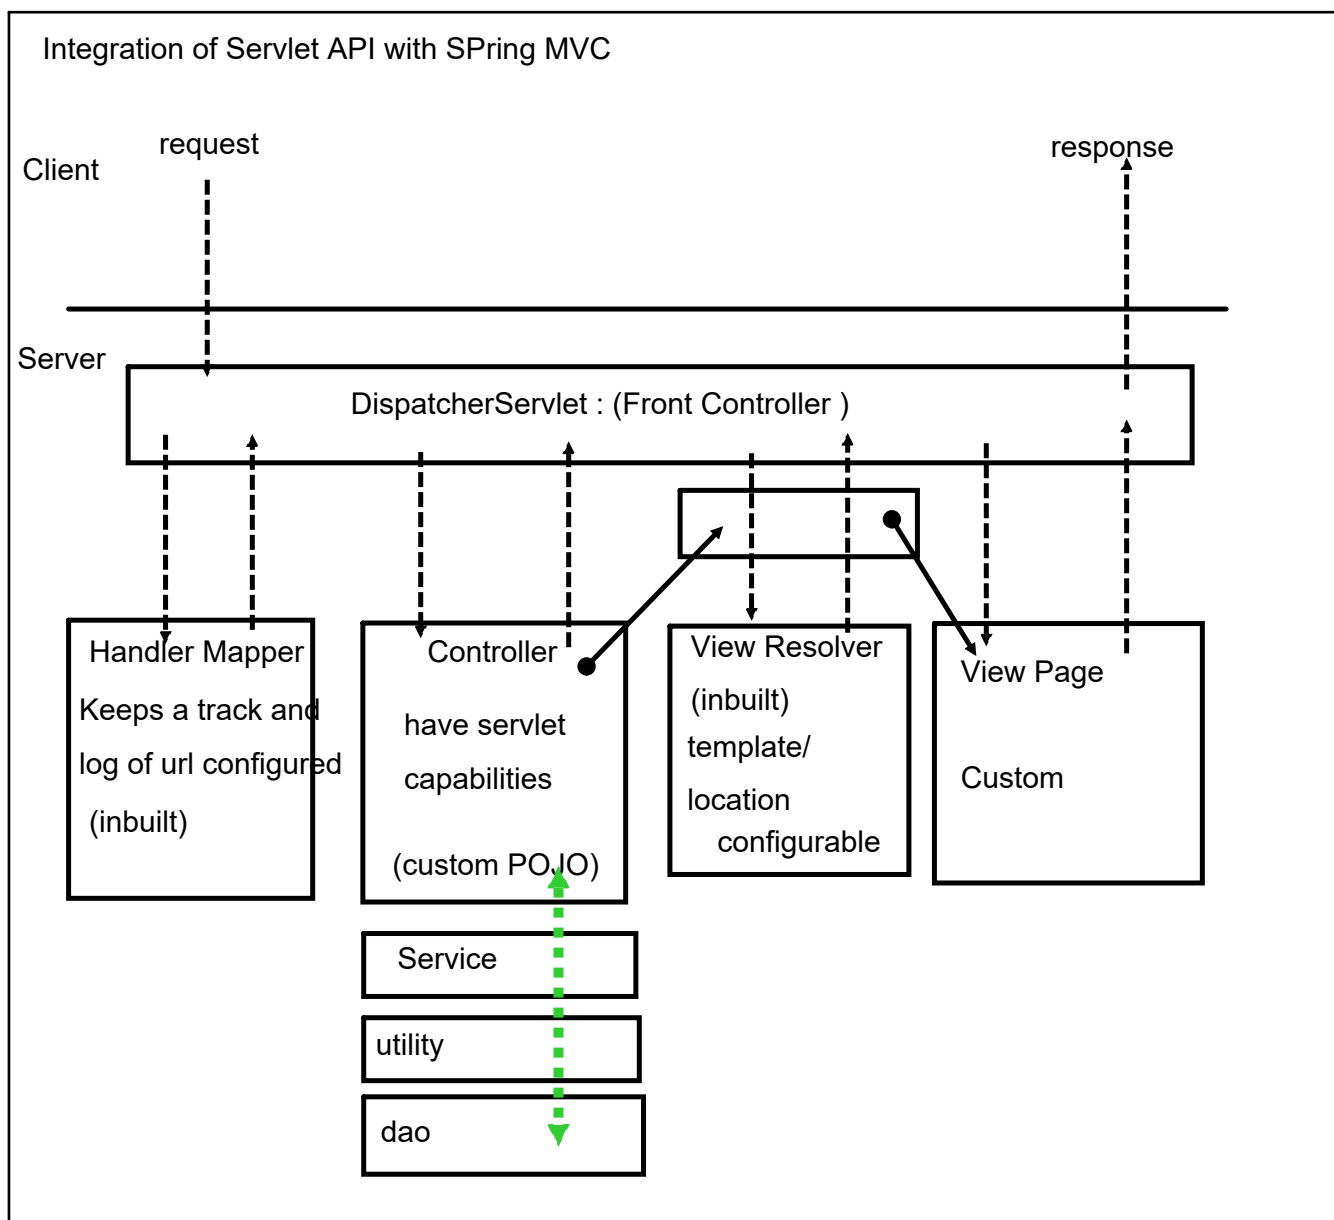 Integration of Servlet API with SPring MVC
request
response
Client
Server
DispatcherServlet : (Front Controller )
Handler Mapper
Keeps a track and
log of url configured
(inbuilt)
Controller
have servlet
capabilities
(custom POJO)
View Resolver
(inbuilt)
template/
location
configurable
View Page
Custom
Service
utility
dao